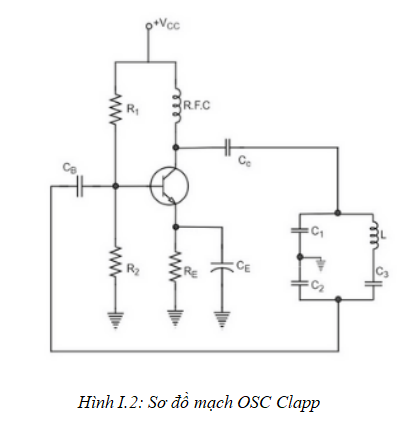 +VCC
R1
R.F.C
CB
Cc
C1
L
R2
RE
CE
C2
C3
Hình I.2: Sơ đồ mạch OSC Clapp